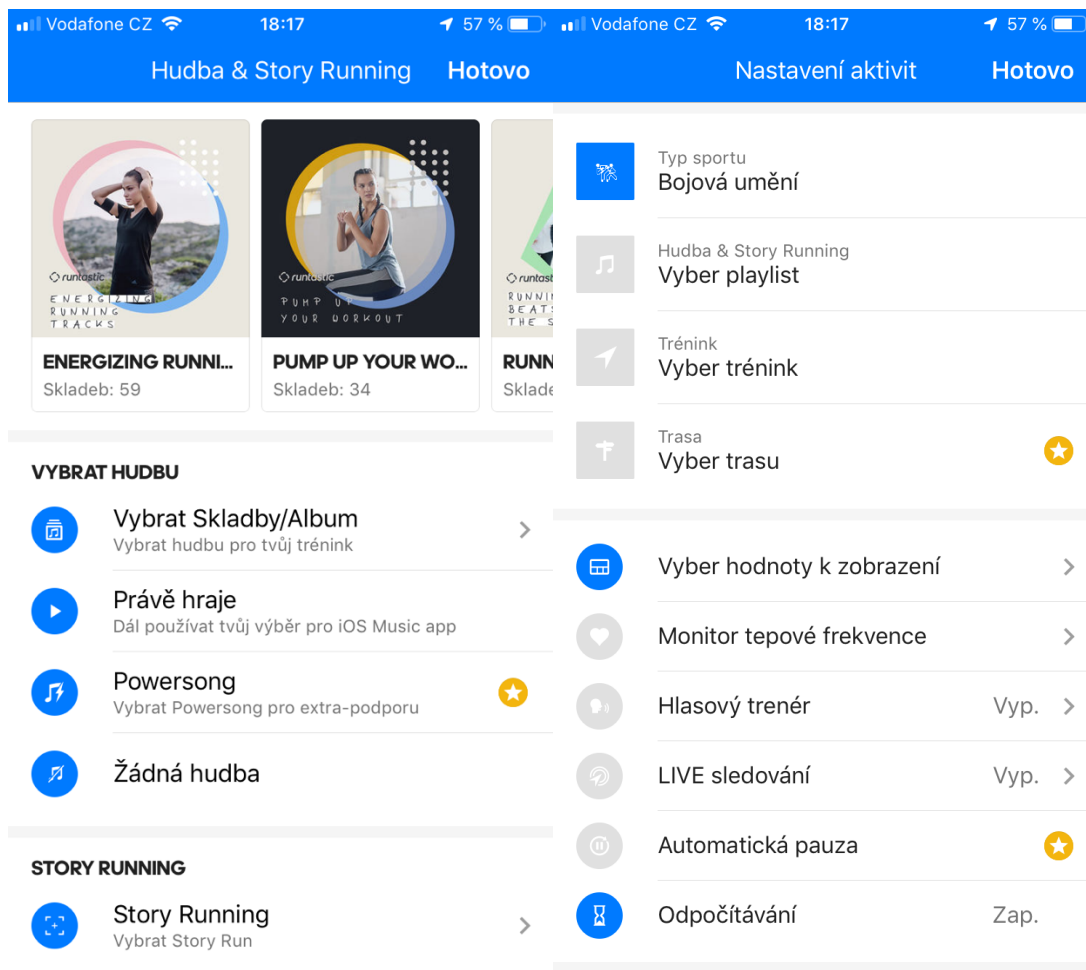 Vodafone CZ 18:17 57 %
Hudba & Story Running Hotovo
runtastic
ENERGIZING
RUNNING
TRACKS
ENERGIZING RUNNI...
Skladeb: 59
runtastic
PUMP UP
YOUR WORKOUT
PUMP UP YOUR WO...
Skladeb: 34
runtast
RUNNI
BEATS
THE S
RUNN
Sklade
VYBRAT HUDBU
Vybrat Skladby/Album
Vybrat hudbu pro tvůj trénink
Právě hraje
Dál používat tvůj výběr pro iOS Music app
Powersong
Vybrat Powersong pro extra-podporu
Žádná hudba
STORY RUNNING
Story Running
Vybrat Story Run
Vodafone CZ 18:17 57 %
Nastavení aktivit Hotovo
Typ sportu
Bojová umění
Hudba & Story Running
Vyber playlist
Trénink
Vyber trénink
Trasa
Vyber trasu
Vyber hodnoty k zobrazení
Monitor tepové frekvence
Hlasový trenér Vyp.
LIVE sledování Vyp.
Automatická pauza
Odpočítávání Zap.